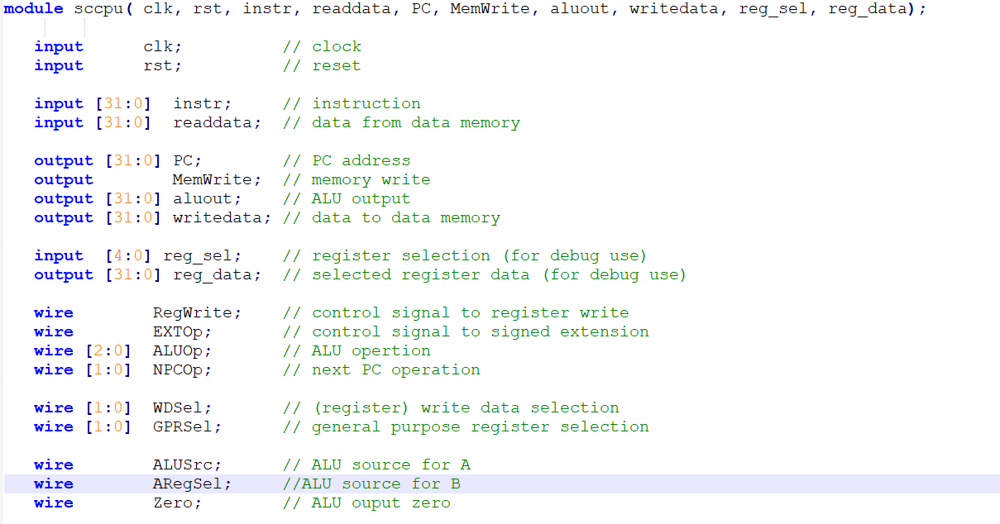 module sccpu( clk, rst, instr, readdata, PC, MemWrite, aluout, writedata, reg_sel, reg_data);
input clk; // clock
input rst; // reset
input [31:0] instr; // instruction
input [31:0] readdata; // data from data memory
output [31:0] PC; // PC address
output MemWrite; // memory write
output [31:0] aluout; // ALU output
output [31:0] writedata; // data to data memory
input [4:0] reg_sel; // register selection (for debug use)
output [31:0] reg_data; // selected register data (for debug use)
wire RegWrite; // control signal to register write
wire EXTOp; // control signal to signed extension
wire [2:0] ALUOp; // ALU opertion
wire [1:0] NPCOp; // next PC operation
wire [1:0] WDSel; // (register) write data selection
wire [1:0] GPRSel; // general purpose register selection
wire ALUSrc; // ALU source for A
wire ARegSel; //ALU source for B
wire Zero; // ALU ouput zero